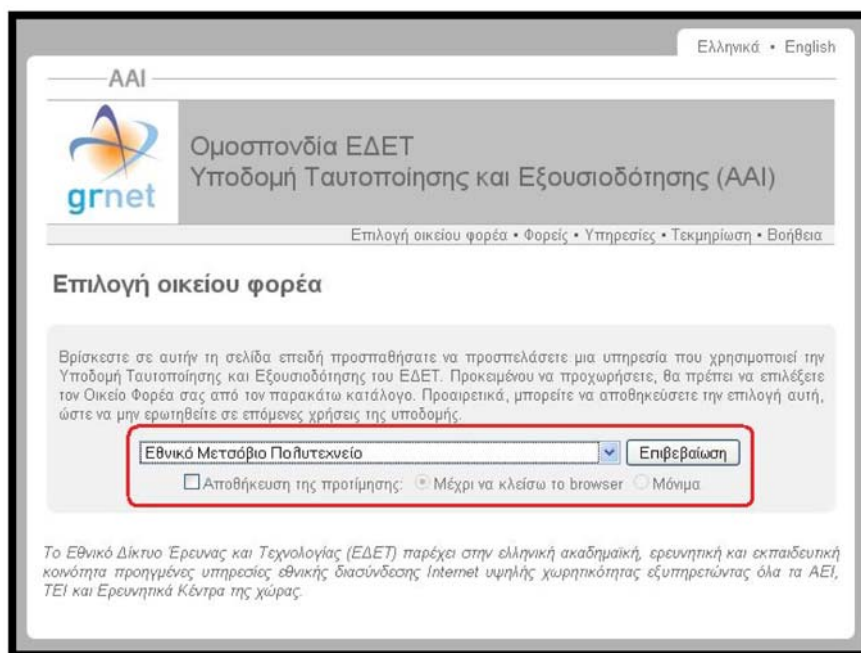 Ελληνικά • English
AAI
grnet
Ομοσπονδία ΕΔΕΤ
Υποδομή Ταυτοποίησης και Εξουσιοδότησης (ΑΑΙ)
Επιλογή οικείου φορέα • Φορείς • Υπηρεσίες • Τεκμηρίωση • Βοήθεια
Επιλογή οικείου φορέα
Βρίσκεστε σε αυτήν τη σελίδα επειδή προσπαθήσατε να προσπελάσετε μια υπηρεσία που χρησιμοποιεί την
Υποδομή Ταυτοποίησης και Εξουσιοδότησης του ΕΔΕΤ. Προκειμένου να προχωρήσετε, θα πρέπει να επιλέξετε
τον Οικείο Φορέα σας από τον παρακάτω κατάλογο. Προαιρετικά, μπορείτε να αποθηκεύσετε την επιλογή αυτή,
ώστε να μην ερωτηθείτε σε επόμενες χρήσεις της υποδομής.
Εθνικό Μετσόβιο Πολυτεχνείο Επιβεβαίωση
Αποθήκευση της προτίμησης: Μέχρι να κλείσω το browser Μόνιμα
Το Εθνικό Δίκτυο Έρευνας και Τεχνολογίας (ΕΔΕΤ) παρέχει στην ελληνική ακαδημαϊκή, ερευνητική και εκπαιδευτική
κοινότητα προηγμένες υπηρεσίες εθνικής διασύνδεσης Internet υψηλής χωρητικότητας εξυπηρετώντας όλα τα ΑΕΙ,
ΤΕΙ και Ερευνητικά Κέντρα της χώρας.